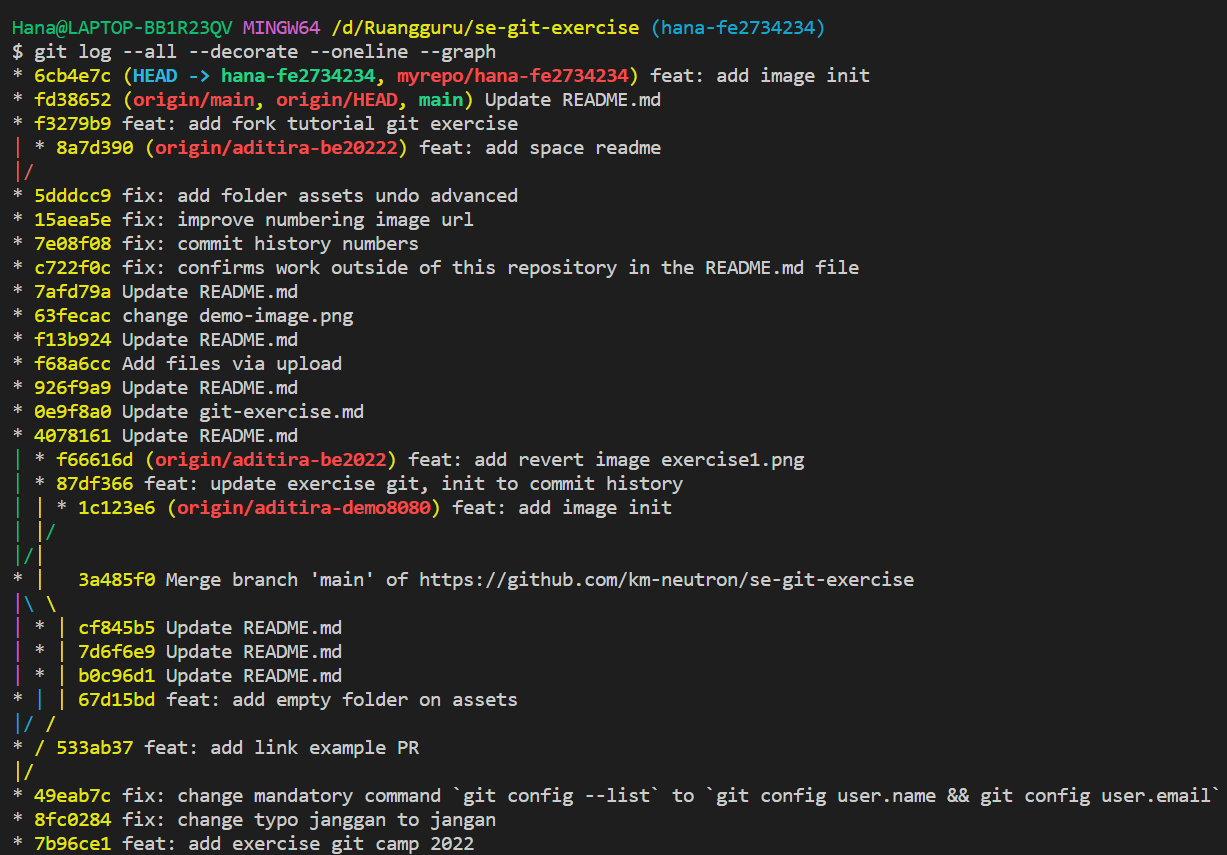 Hana@LAPTOP-BB1R23QV MINGW64 /d/Ruangguru/se-git-exercise (hana-fe2734234)
$ git log --all --decorate --oneline --graph
* 6cb4e7c (HEAD -> hana-fe2734234, myrepo/hana-fe2734234) feat: add image init
* fd38652 (origin/main, origin/HEAD, main) Update README.md
* f3279b9 feat: add fork tutorial git exercise
| * 8a7d390 (origin/aditira-be20222) feat: add space readme
|/
* 5dddcc9 fix: add folder assets undo advanced
* 15aea5e fix: improve numbering image url
* 7e08f08 fix: commit history numbers
* c722f0c fix: confirms work outside of this repository in the README.md file
* 7afd79a Update README.md
* 63fecac change demo-image.png
* f13b924 Update README.md
* f68a6cc Add files via upload
* 926f9a9 Update README.md
* 0e9f8a0 Update git-exercise.md
* 4078161 Update README.md
| * f66616d (origin/aditira-be2022) feat: add revert image exercise1.png
| * 87df366 feat: update exercise git, init to commit history
| | * 1c123e6 (origin/aditira-demo8080) feat: add image init
| |/
|/|
* |   3a485f0 Merge branch 'main' of https://github.com/km-neutron/se-git-exercise
|\ \
| * | cf845b5 Update README.md
| * | 7d6f6e9 Update README.md
| * | b0c96d1 Update README.md
* | | 67d15bd feat: add empty folder on assets
|/ /
* / 533ab37 feat: add link example PR
|/
* 49eab7c fix: change mandatory command `git config --list` to `git config user.name && git config user.email`
* 8fc0284 fix: change typo janggan to jangan
* 7b96ce1 feat: add exercise git camp 2022